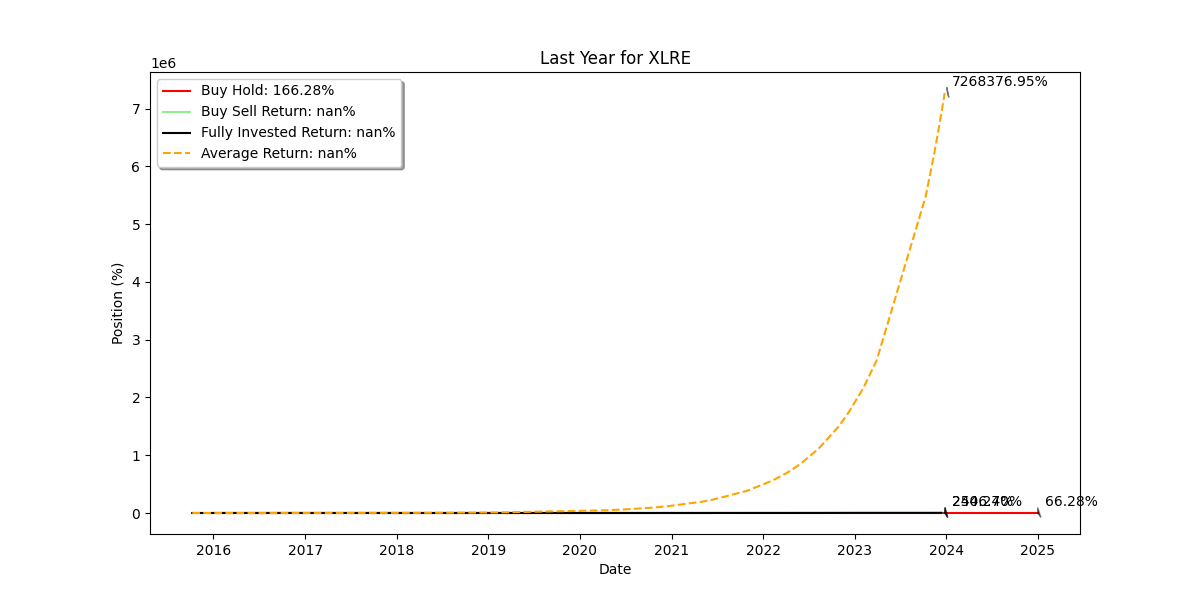 Last Year for XLRE
1e6
Buy Hold: 166.28%
Buy Sell Return: nan%
Fully Invested Return: nan%
Average Return: nan%
7268376.95%
7
6
5
4
3
2
1
0
Position (%)
66.28%
2016 2017 2018 2019 2020 2021 2022 2023 2024 2025
Date